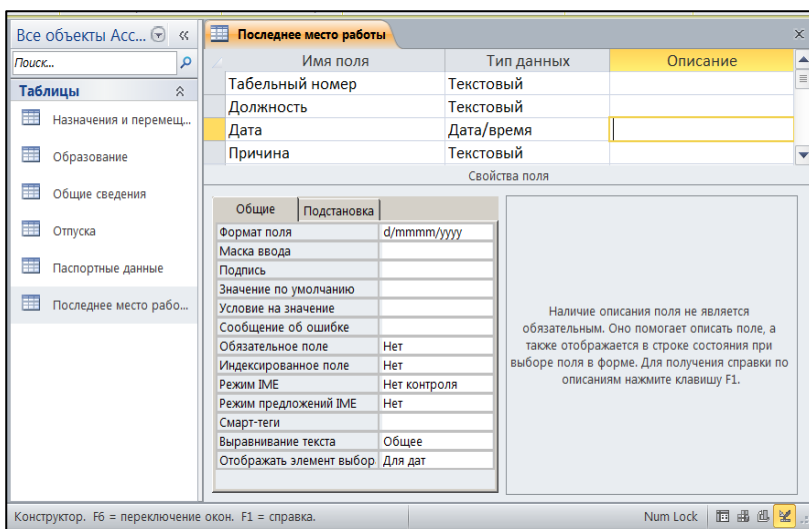 Все объекты Acc...
Поиск...
Таблицы
Назначения и перемещ...
Образование
Общие сведения
Отпуска
Паспортные данные
Последнее место рабо...
Последнее место работы
Имя поля Тип данных Описание
Табельный номер Текстовый
Должность Текстовый
Дата Дата/время
Причина Текстовый
Свойства поля
Общие Подстановка
Формат поля d/mmmm/yyyy
Маска ввода
Подпись
Значение по умолчанию
Условие на значение
Сообщение об ошибке
Обязательное поле Нет
Индексированное поле Нет
Режим IME Нет контроля
Режим предложений IME Нет
Смарт-теги
Выравнивание текста Общее
Отображать элемент выбор Для дат
Наличие описания поля не является
обязательным. Оно помогает описать поле, а
также отображается в строке состояния при
выборе поля в форме. Для получения справки по
описаниям нажмите клавишу F1.
Конструктор. F6 = переключение окон. F1 = справка.
Num Lock